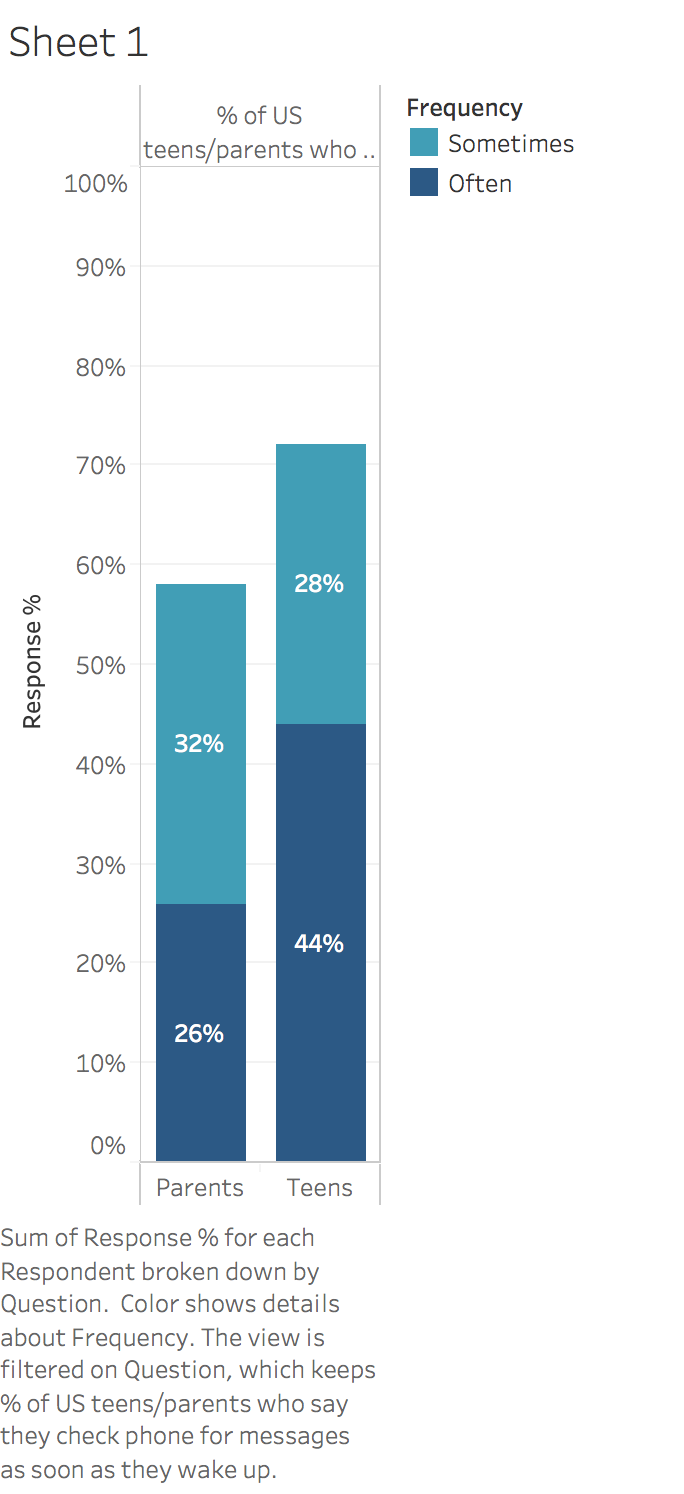 Sheet 1
% of US
teens/parents who ..
Frequency
Sometimes
Often
100%
90%
80%
70%
60%
50%
40%
30%
20%
10%
0%
Response %
28%
32%
44%
26%
Parents
Teens
Sum of Response % for each
Respondent broken down by
Question.  Color shows details
about Frequency. The view is
filtered on Question, which keeps
% of US teens/parents who say
they check phone for messages
as soon as they wake up.